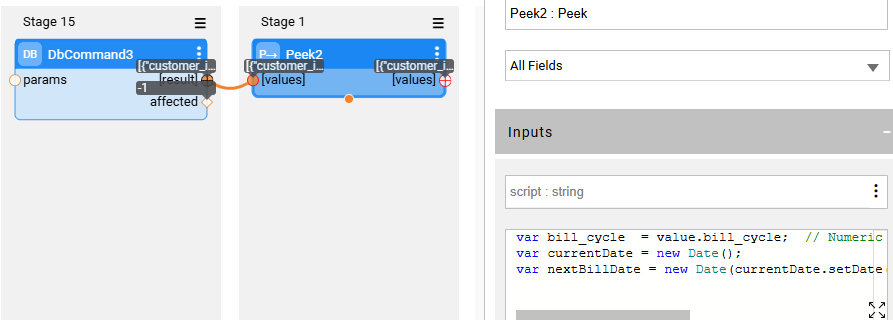 Stage 15
DB DbCommand3
[{"customer_i...
params
[result]
-1
affected
Stage 1
P Peek2
[{"customer_i...
[{"customer_i...
[values]
[values]
Peek2 : Peek
All Fields
Inputs
script : string
var bill_cycle  = value.bill_cycle;  // Numeric
var currentDate = new Date();
var nextBillDate = new Date(currentDate.setDate(